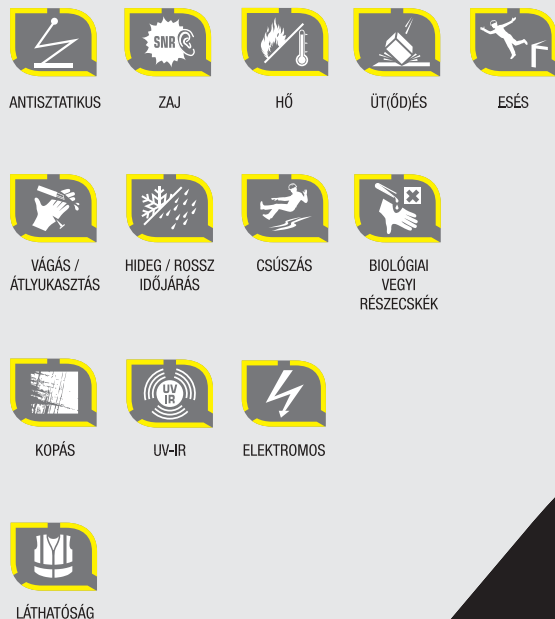 SNR
ANTISZTATIKUS
ZAJ
HŐ
ÜT(ŐD)ÉS
ESÉS
VÁGÁS /
ÁTLYUKASZTÁS
HIDEG / ROSSZ
IDŐJÁRÁS
CSÚSZÁS
BIOLÓGIAI
VEGYI
RÉSZECSKÉK
UV
IR
KOPÁS
UV-IR
ELEKTROMOS
LÁTHATÓSÁG